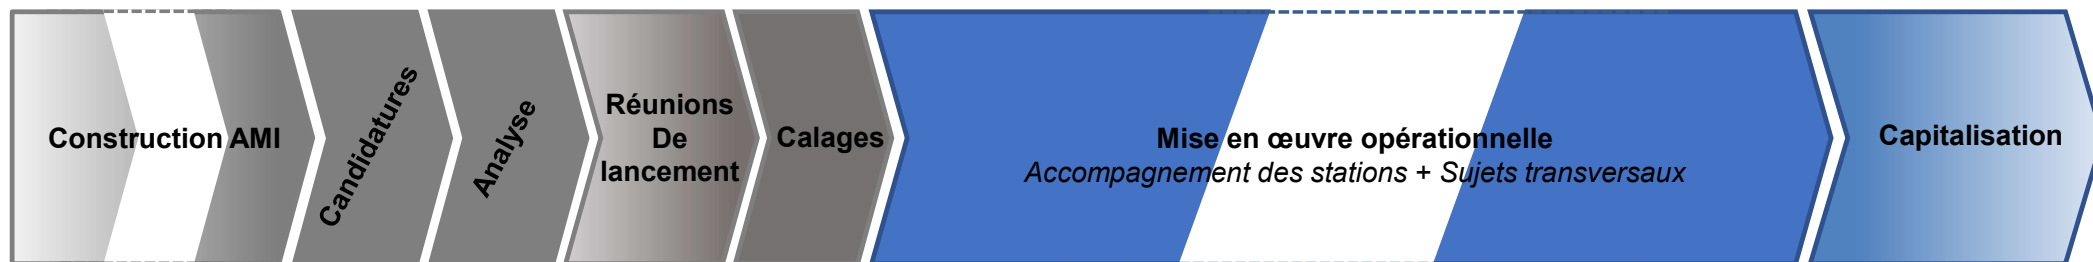 Construction AMI
Candidatures
Analyse
Réunions
De
lancement
Calages
Mise en œuvre opérationnelle
Accompagnement des stations + Sujets transversaux
Capitalisation